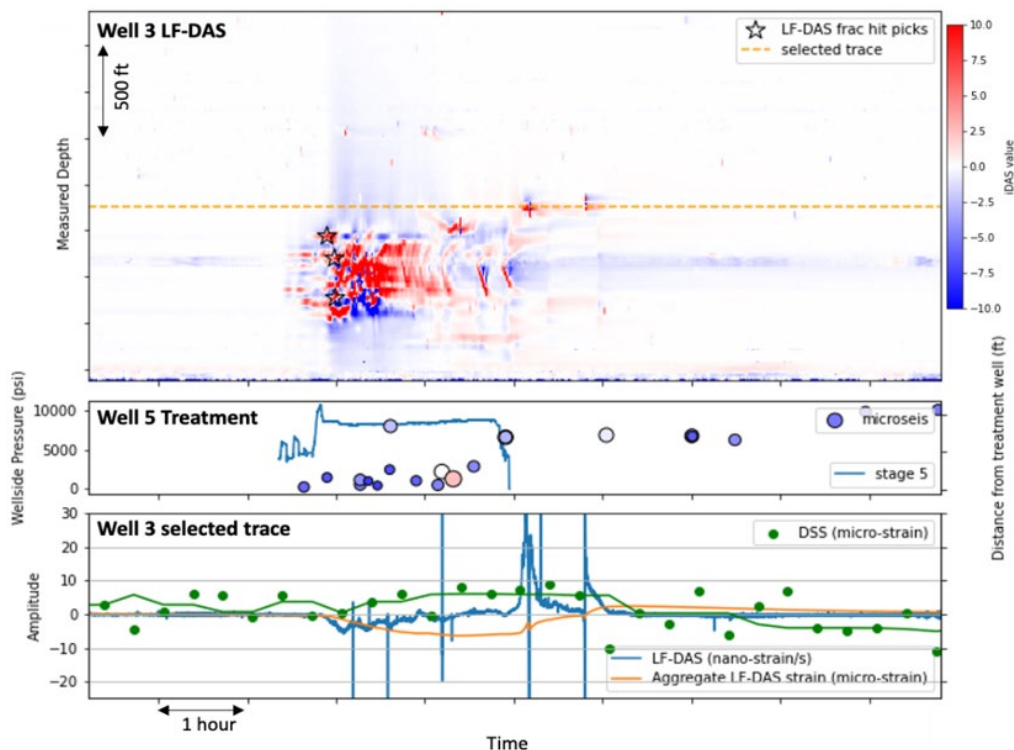 Well 3 LF-DAS
LF-DAS frac hit picks
selected trace
500 ft
Measured Depth
10.0
7.5
5.0
2.5
0.0
−2.5
−5.0
−7.5
−10.0
iDAS value
Well 5 Treatment
microseis
stage 5
10000
5000
0
Wellside Pressure (psi)
Distance from treatment well (ft)
Well 3 selected trace
DSS (micro-strain)
30
20
10
0
−10
−20
Amplitude
LF-DAS (nano-strain/s)
Aggregate LF-DAS strain (micro-strain)
1 hour
Time